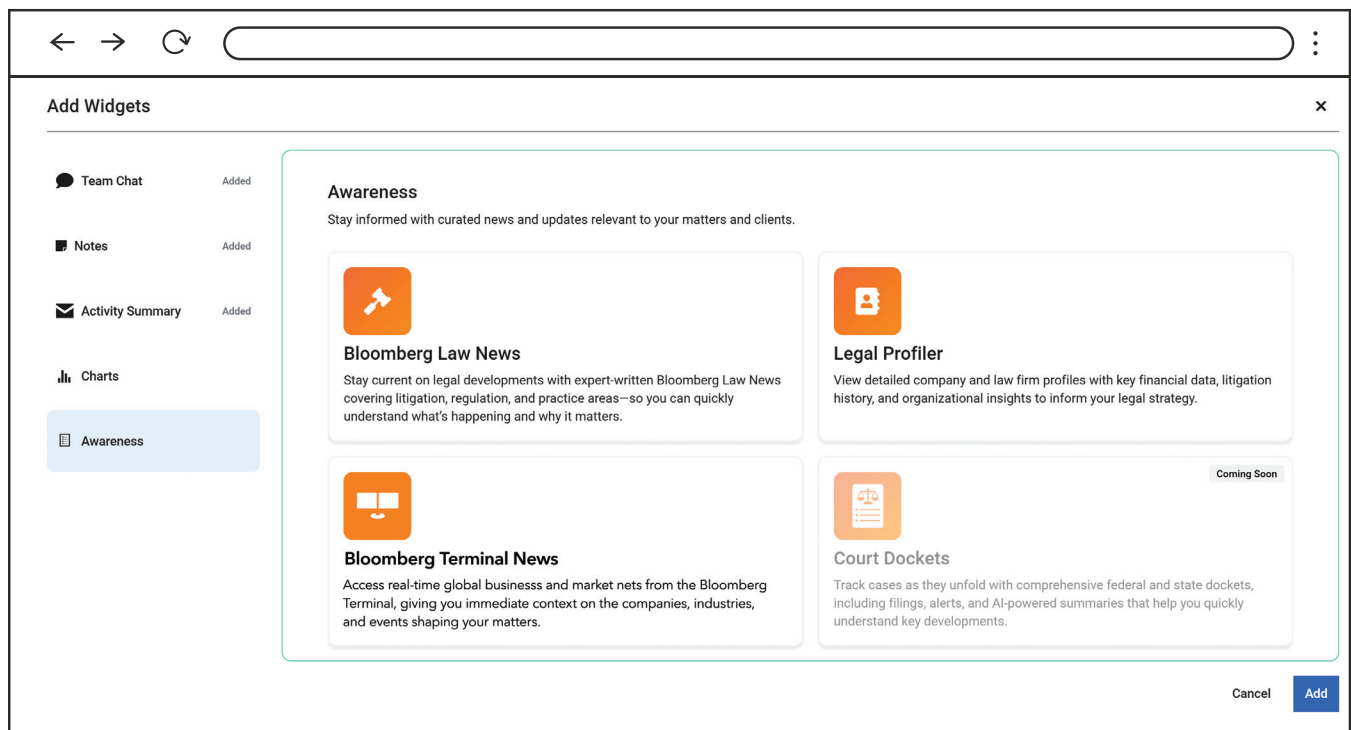 Add Widgets
Team Chat Added
Notes Added
Activity Summary Added
Charts
Awareness
Awareness
Stay informed with curated news and updates relevant to your matters and clients.
Bloomberg Law News
Stay current on legal developments with expert-written Bloomberg Law News
covering litigation, regulation, and practice areas—so you can quickly
understand what's happening and why it matters.
Legal Profiler
View detailed company and law firm profiles with key financial data, litigation
history, and organizational insights to inform your legal strategy.
Bloomberg Terminal News
Access real-time global businesss and market nets from the Bloomberg
Terminal, giving you immediate context on the companies, industries,
and events shaping your matters.
Coming Soon
Court Dockets
Track cases as they unfold with comprehensive federal and state dockets,
including filings, alerts, and AI-powered summaries that help you quickly
understand key developments.
Cancel
Add